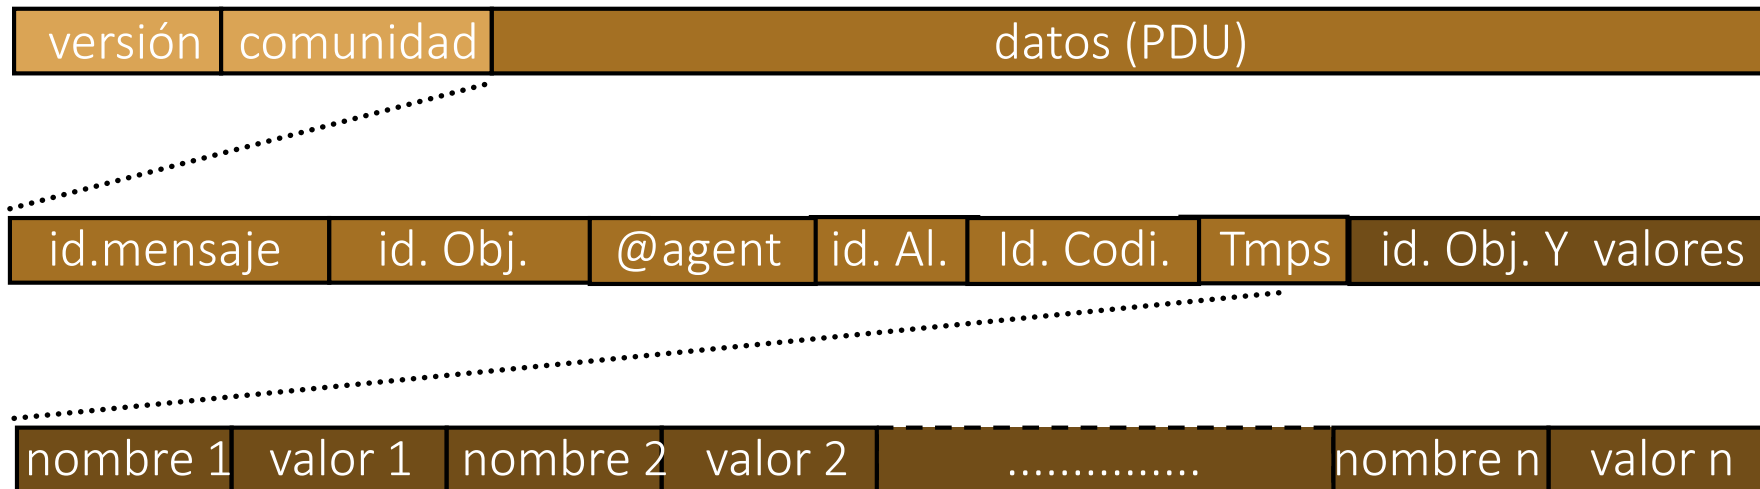 versión comunidad datos (PDU)
id.mensaje id. Obj. @agent id. Al. Id. Codi. Tmps id. Obj. Y valores
nombre 1 valor 1 nombre 2 valor 2 ............... nombre n valor n